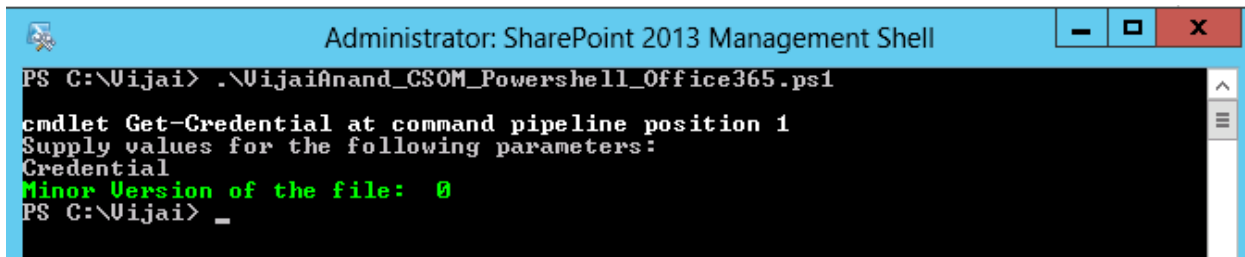 Administrator: SharePoint 2013 Management Shell
PS C:\Vijai> .\VijaiAnand_CSOM_Powershell_Office365.ps1
cmdlet Get-Credential at command pipeline position 1
Supply values for the following parameters:
Credential
Minor Version of the file:  0
PS C:\Vijai> _